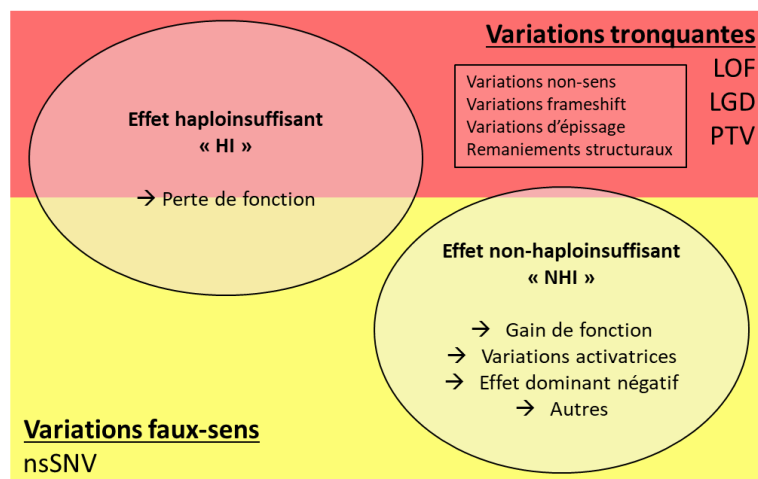 Variations tronquantes
LOF
LGD
PTV
Variations non-sens
Variations frameshift
Variations d’épissage
Remaniements structuraux
Effet haploinsuffisant
« HI »
→ Perte de fonction
Effet non-haploinsuffisant
« NHI »
→ Gain de fonction
→ Variations activatrices
→ Effet dominant négatif
→ Autres
Variations faux-sens
nsSNV